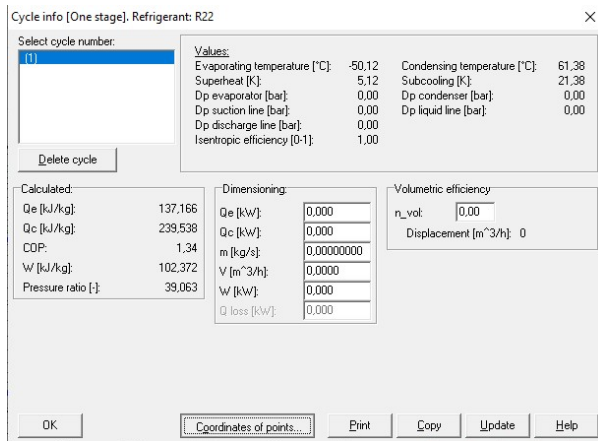 Cycle info [One stage]. Refrigerant: R22
Select cycle number:
(1)
Delete cycle
Values:
Evaporating temperature [°C]: -50,12 Condensing temperature [°C]: 61,38
Superheat [K]: 5,12 Subcooling [K]: 21,38
Dp evaporator [bar]: 0,00 Dp condenser [bar]: 0,00
Dp suction line [bar]: 0,00 Dp liquid line [bar]: 0,00
Dp discharge line [bar]: 0,00
Isentropic efficiency [0-1]: 1,00
Calculated:
Qe [kJ/kg]: 137,166
Qc [kJ/kg]: 239,538
COP: 1,34
W [kJ/kg]: 102,372
Pressure ratio [-]: 39,063
Dimensioning:
Qe [kW]: 0,000
Qc [kW]: 0,000
m [kg/s]: 0,00000000
V [m^3/h]: 0,0000
W [kW]: 0,000
Q loss [kW]: 0,000
Volumetric efficiency
n_vol: 0,00
Displacement [m^3/h]: 0
OK Coordinates of points... Print Copy Update Help